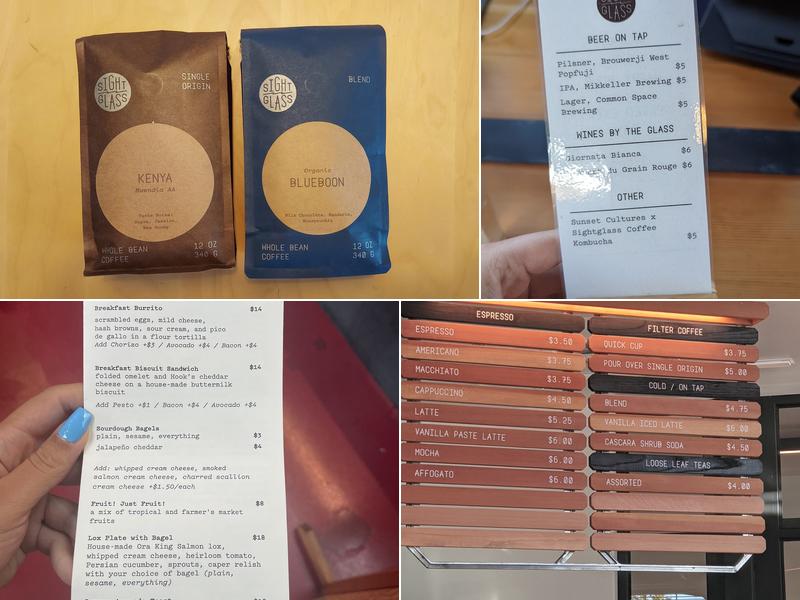 SIGHT
GLASS
SINGLE
ORIGIN
KENYA
WHOLE BEAN
COFFEE
12 OZ
340 G
SIGHT
GLASS
BLEND
Organic
BLUEBOON
Milk Chocolate, Mandarin,
Honeysuckle
WHOLE BEAN
COFFEE
12 OZ
340 G
GLASS
BEER ON TAP
Pilsner, Brouwerji West
Popfuji $5
IPA, Mikkeller Brewing $5
Lager, Common Space
Brewing $5
WINES BY THE GLASS
Giornata Bianca $6
du Grain Rouge $6
OTHER
Sunset Cultures x
Sightglass Coffee
Kombucha $5
Breakfast Burrito $14
scrambled eggs, mild cheese,
hash browns, sour cream, and pico
de gallo in a flour tortilla
Add Chorizo +$3 / Avocado +$4 / Bacon +$4
Breakfast Biscuit Sandwich $14
folded omelet and Hook's cheddar
cheese on a house-made buttermilk
biscuit
Add Pesto +$1 / Bacon +$4 / Avocado +$4
Sourdough Bagels
plain, sesame, everything $3
jalapeño cheddar $4
Add: whipped cream cheese, smoked
salmon cream cheese, charred scallion
cream cheese +$1.50/each
Fruit! Just Fruit! $8
a mix of tropical and farmer's market
fruits
Lox Plate with Bagel $18
House-made Ora King Salmon lox,
whipped cream cheese, heirloom tomato,
Persian cucumber, sprouts, caper relish
with your choice of bagel (plain,
sesame, everything)
ESPRESSO
ESPRESSO $3.50
AMERICANO $3.75
MACCHIATO $3.75
CAPPUCCINO $4.50
LATTE $5.25
VANILLA PASTE LATTE $6.00
MOCHA $6.00
AFFOGATO $6.00
FILTER COFFEE
QUICK CUP $3.75
POUR OVER SINGLE ORIGIN $5.00
COLD / ON TAP
BLEND $4.75
VANILLA ICED LATTE $6.00
CASCARA SHRUB SODA $4.50
LOOSE LEAF TEAS
ASSORTED $4.00